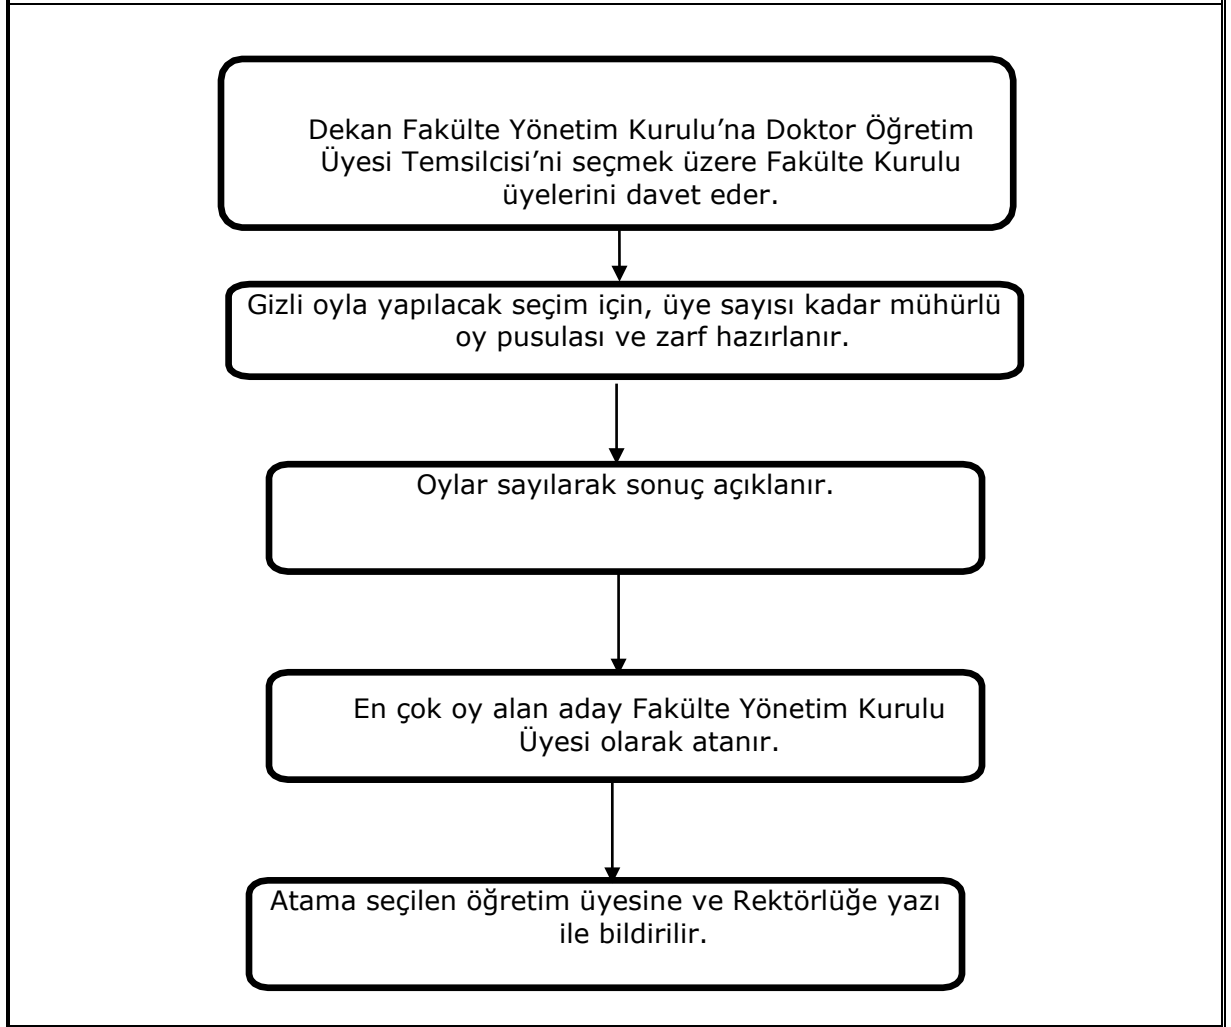 Dekan Fakülte Yönetim Kurulu’na Doktor Öğretim
Üyesi Temsilcisi’ni seçmek üzere Fakülte Kurulu
üyelerini davet eder.
Gizli oyla yapılacak seçim için, üye sayısı kadar mühürlü
oy pusulası ve zarf hazırlanır.
Oylar sayılarak sonuç açıklanır.
En çok oy alan aday Fakülte Yönetim Kurulu
Üyesi olarak atanır.
Atama seçilen öğretim üyesine ve Rektörlüğe yazı
ile bildirilir.